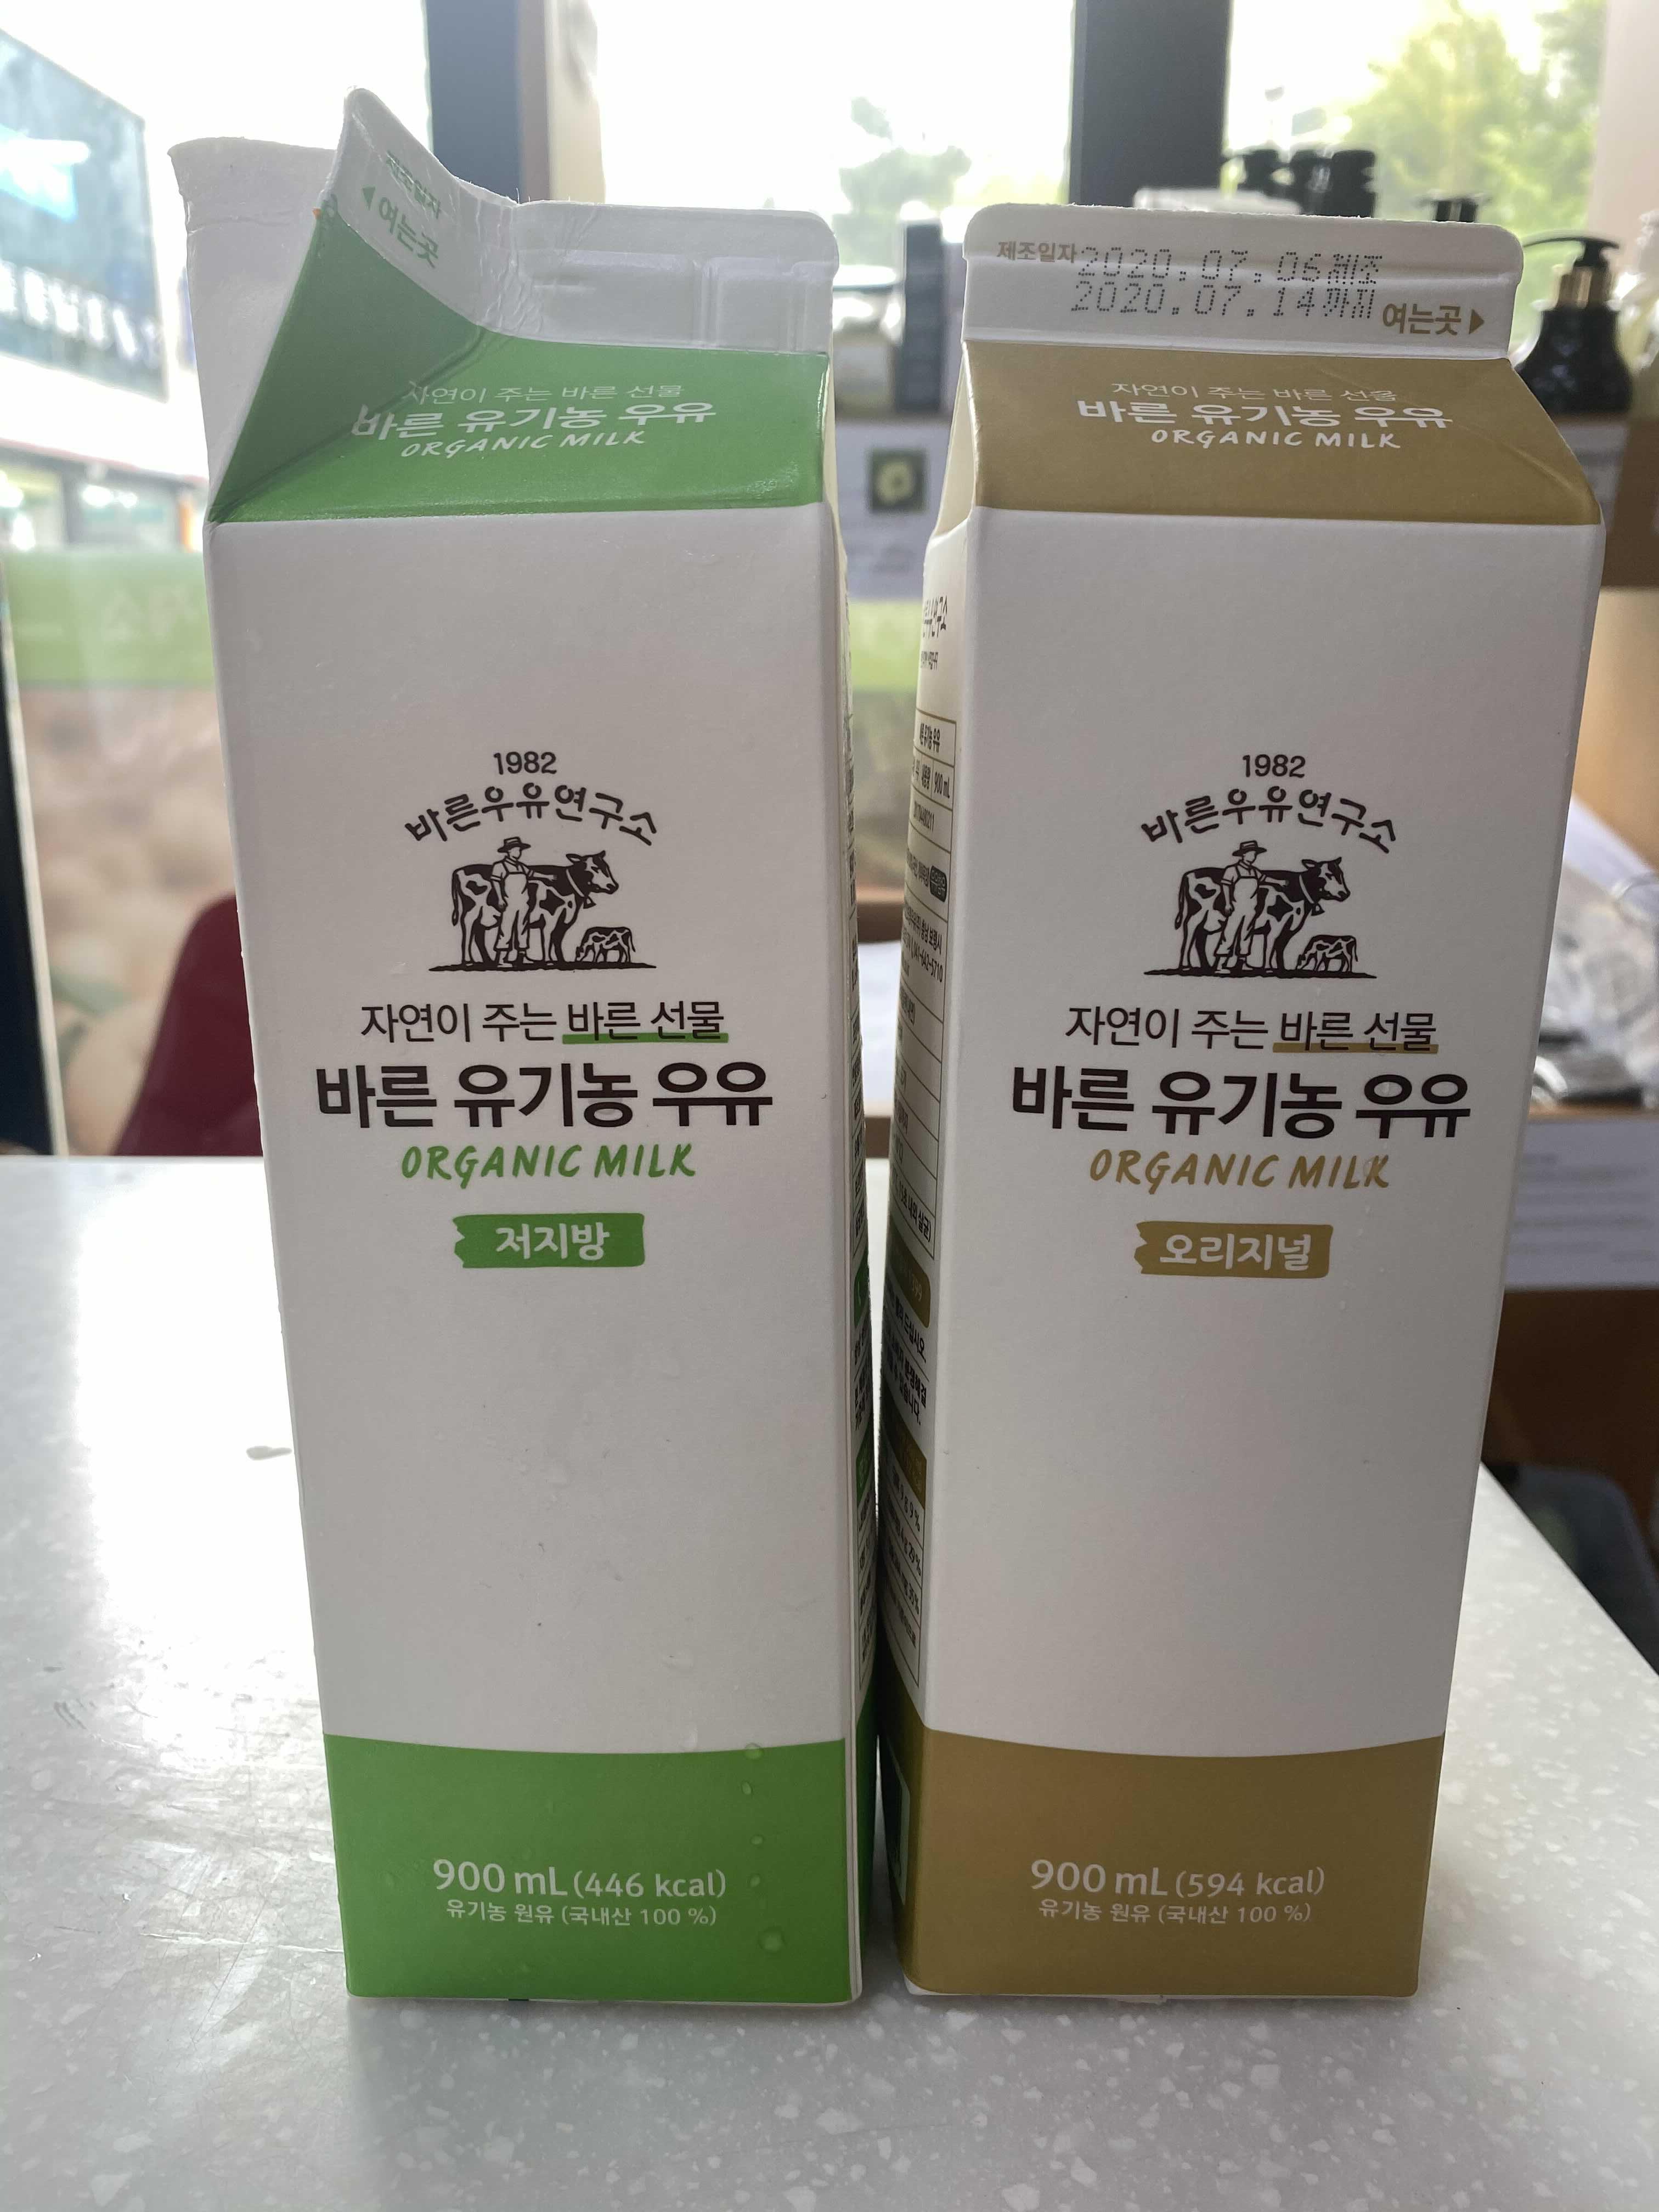 제조일자
여는곳
자연이 주는 바른 선물
바른 유기농 우유
ORGANIC MILK
1982
바른우유연구소
자연이 주는 바른 선물
바른 유기농 우유
ORGANIC MILK
저지방
900 mL (446 kcal)
유기농 원유 (국내산 100 %)
제조일자 2020.07.06제조
2020.07.14까지
여는곳
자연이 주는 바른 선물
바른 유기농 우유
ORGANIC MILK
1982
바른우유연구소
자연이 주는 바른 선물
바른 유기농 우유
ORGANIC MILK
오리지널
900 mL (594 kcal)
유기농 원유 (국내산 100 %)